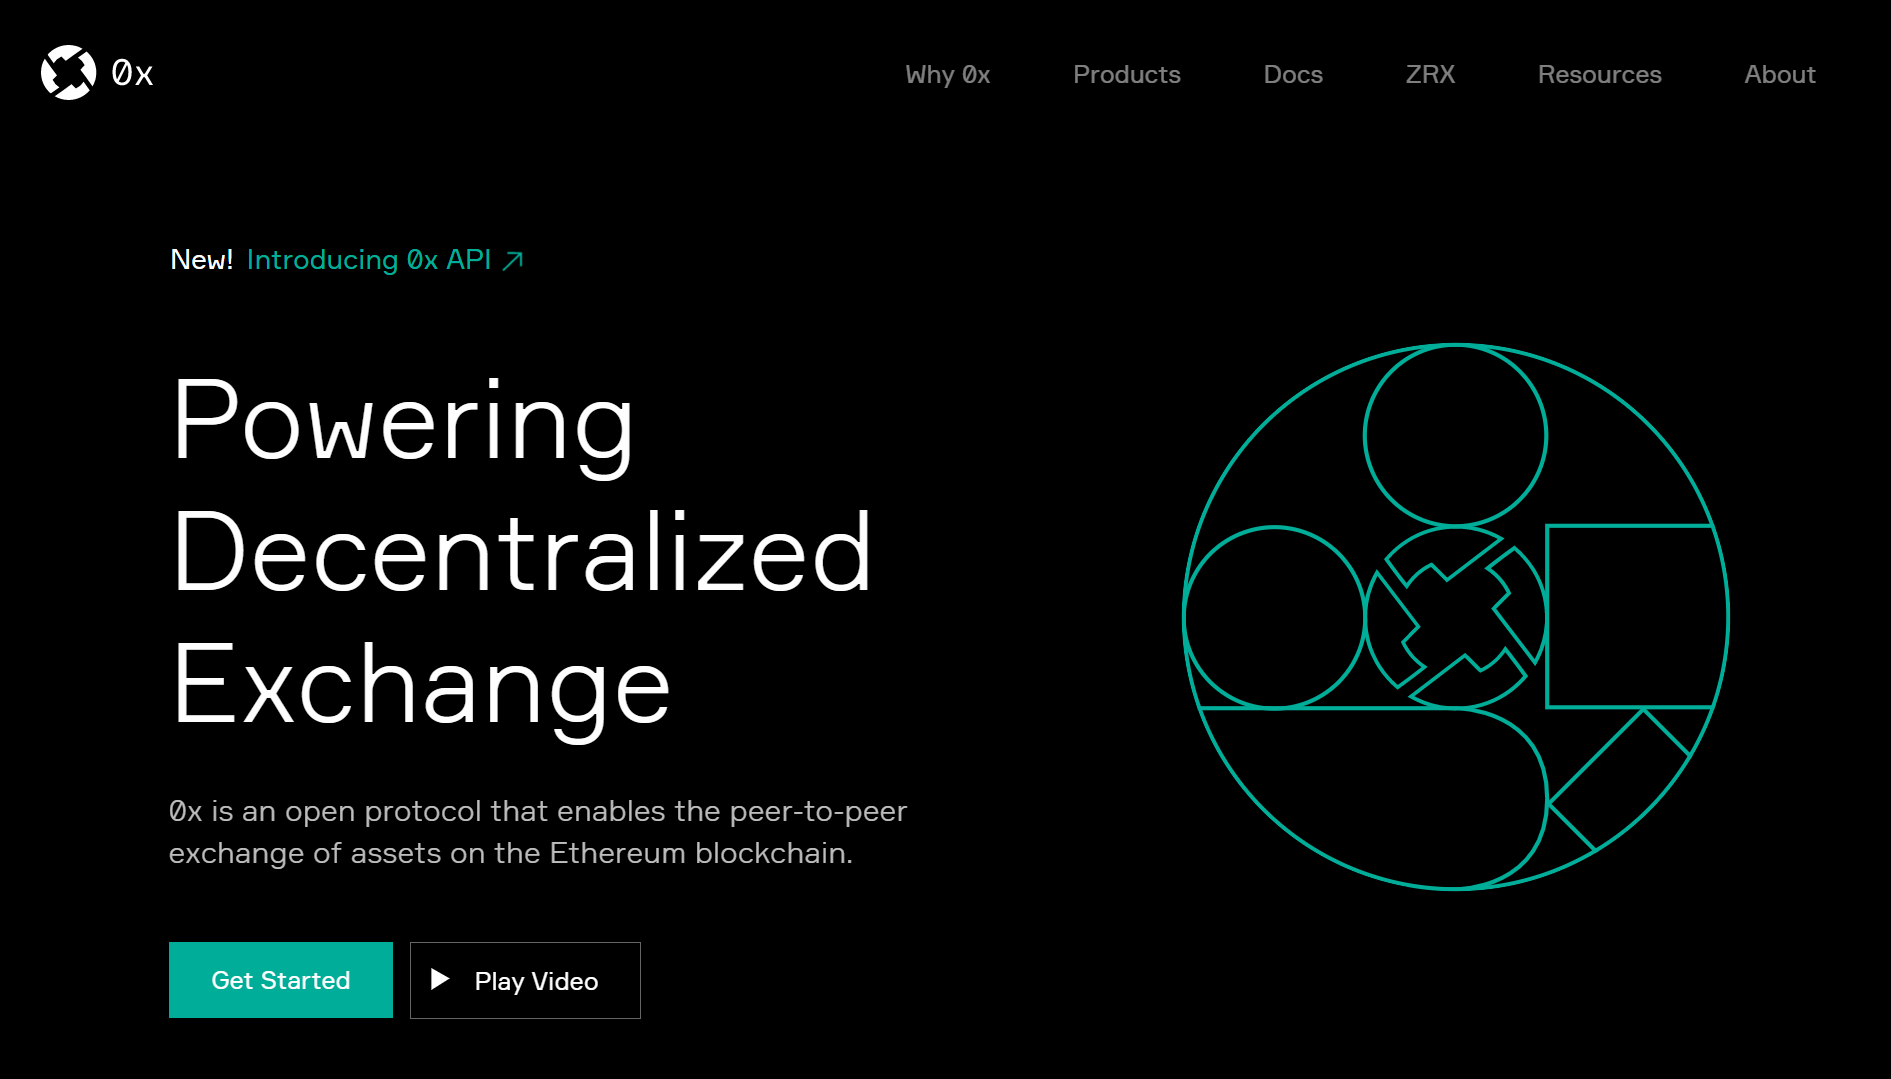 0x
Why 0x
Products
Docs
ZRX
Resources
About
New! Introducing 0x API
Powering
Decentralized
Exchange
0x is an open protocol that enables the peer-to-peer
exchange of assets on the Ethereum blockchain.
Get Started
Play Video